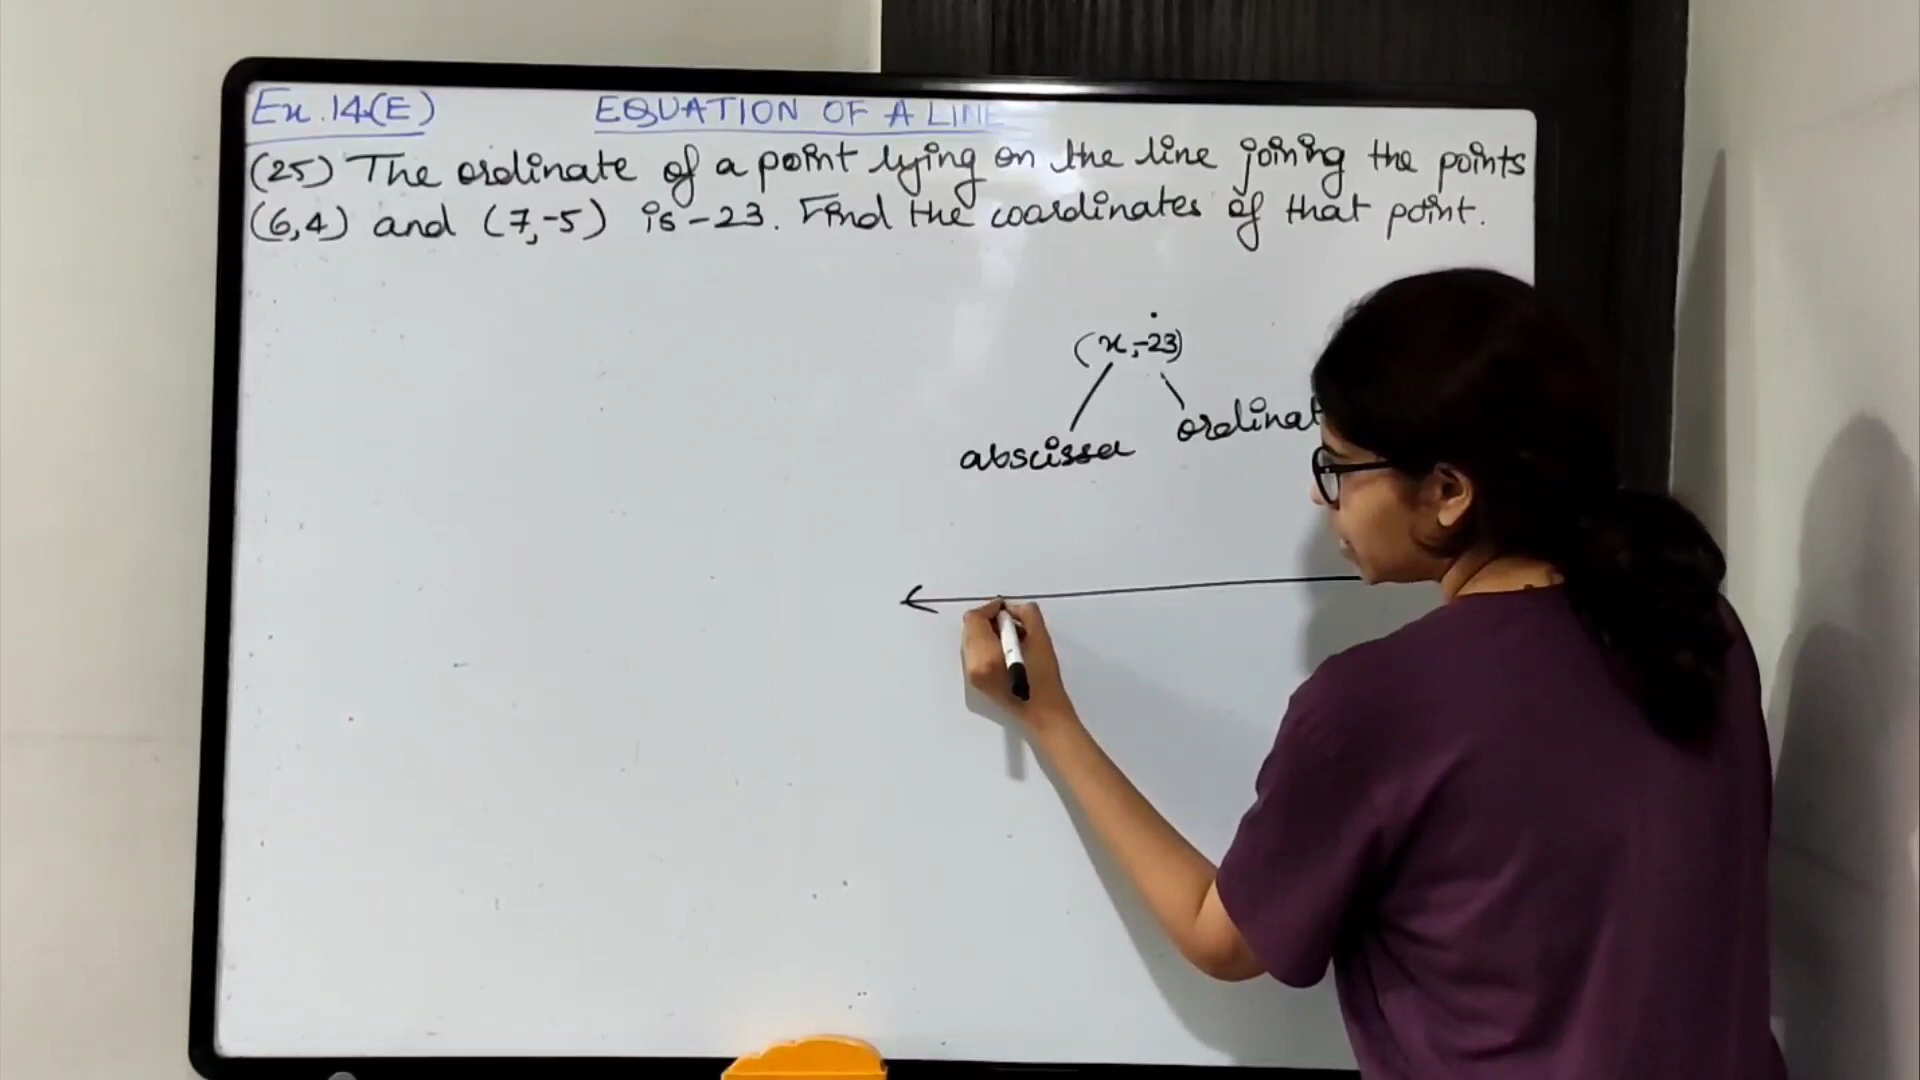 Ex.14(E) EQUATION OF A LINE
(25) The ordinate of a point lying on the line joining the points
(6,4) and (7,-5) is -23. Find the coordinates of that point.
(x,-23)
abscissa ordinat